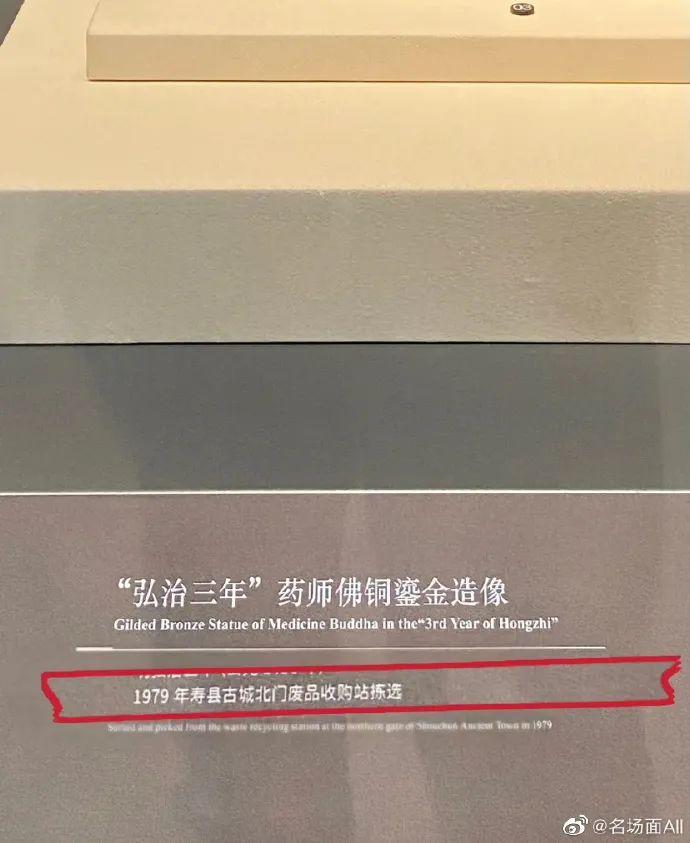 03
“弘治三年”药师佛铜鎏金造像
Gilded Bronze Statue of Medicine Buddha in the“3rd Year of Hongzhi”
1979 年寿县古城北门废品收购站拣选
Sorted and picked from the waste recycling station at the northern gate of Shouchun Ancient Town in 1979
@名场面All